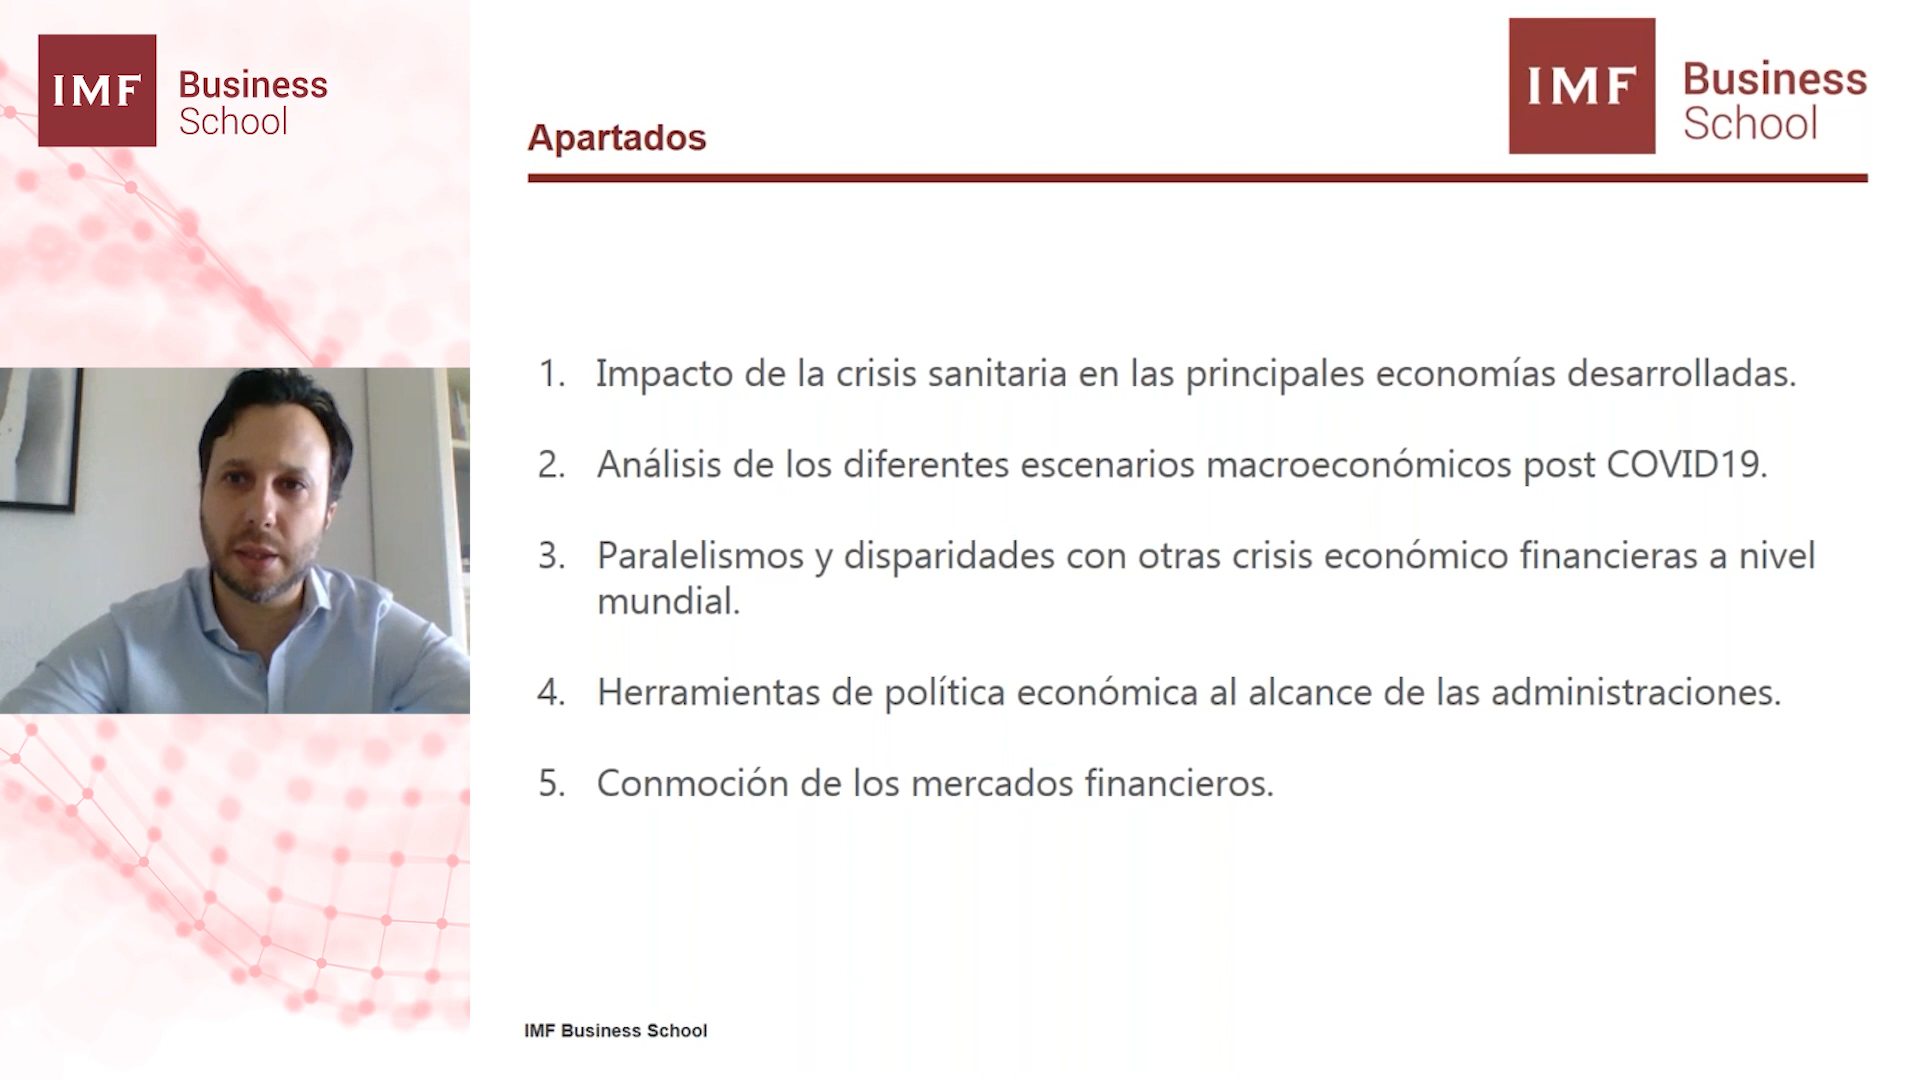 IMF Business
School
IMF Business
School
Apartados
1. Impacto de la crisis sanitaria en las principales economías desarrolladas.
2. Análisis de los diferentes escenarios macroeconómicos post COVID19.
3. Paralelismos y disparidades con otras crisis económico financieras a nivel
mundial.
4. Herramientas de política económica al alcance de las administraciones.
5. Conmoción de los mercados financieros.
IMF Business School